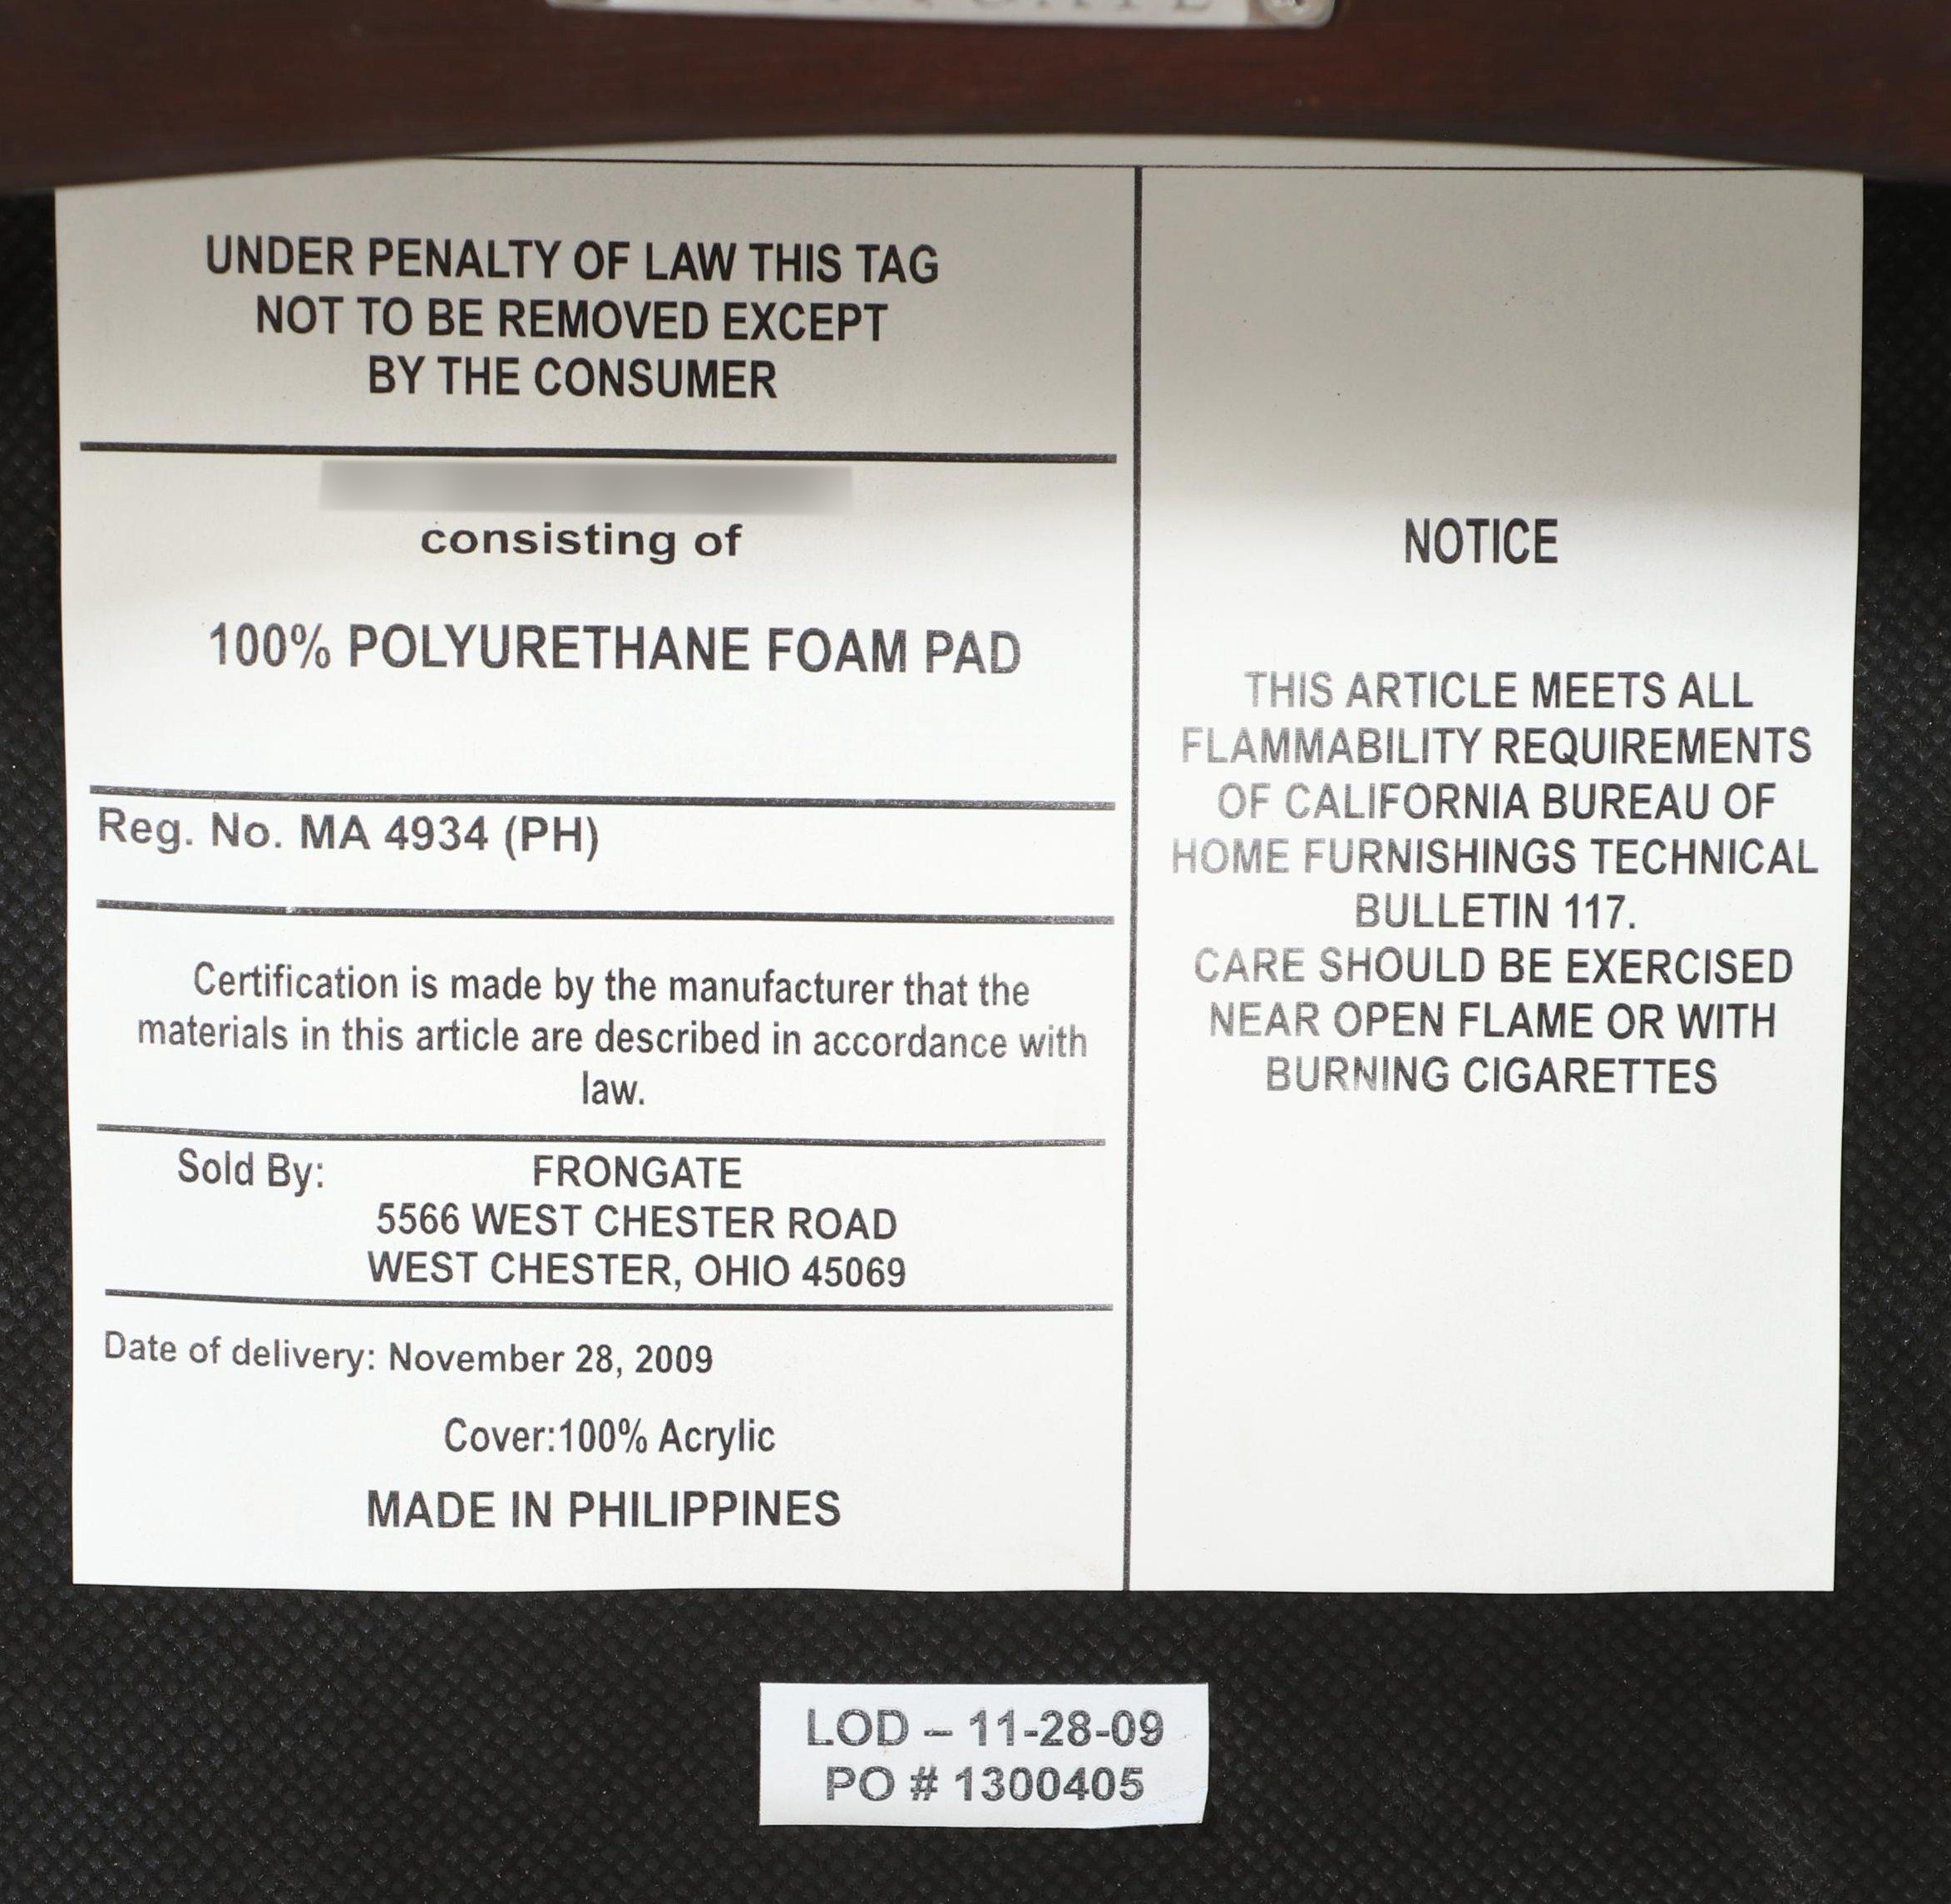 UNDER PENALTY OF LAW THIS TAG
NOT TO BE REMOVED EXCEPT
BY THE CONSUMER
consisting of
100% POLYURETHANE FOAM PAD
Reg. No. MA 4934 (PH)
Certification is made by the manufacturer that the
materials in this article are described in accordance with
law.
Sold By: FRONGATE
5566 WEST CHESTER ROAD
WEST CHESTER, OHIO 45069
Date of delivery: November 28, 2009
Cover:100% Acrylic
MADE IN PHILIPPINES
NOTICE
THIS ARTICLE MEETS ALL
FLAMMABILITY REQUIREMENTS
OF CALIFORNIA BUREAU OF
HOME FURNISHINGS TECHNICAL
BULLETIN 117.
CARE SHOULD BE EXERCISED
NEAR OPEN FLAME OR WITH
BURNING CIGARETTES
LOD – 11-28-09
PO # 1300405